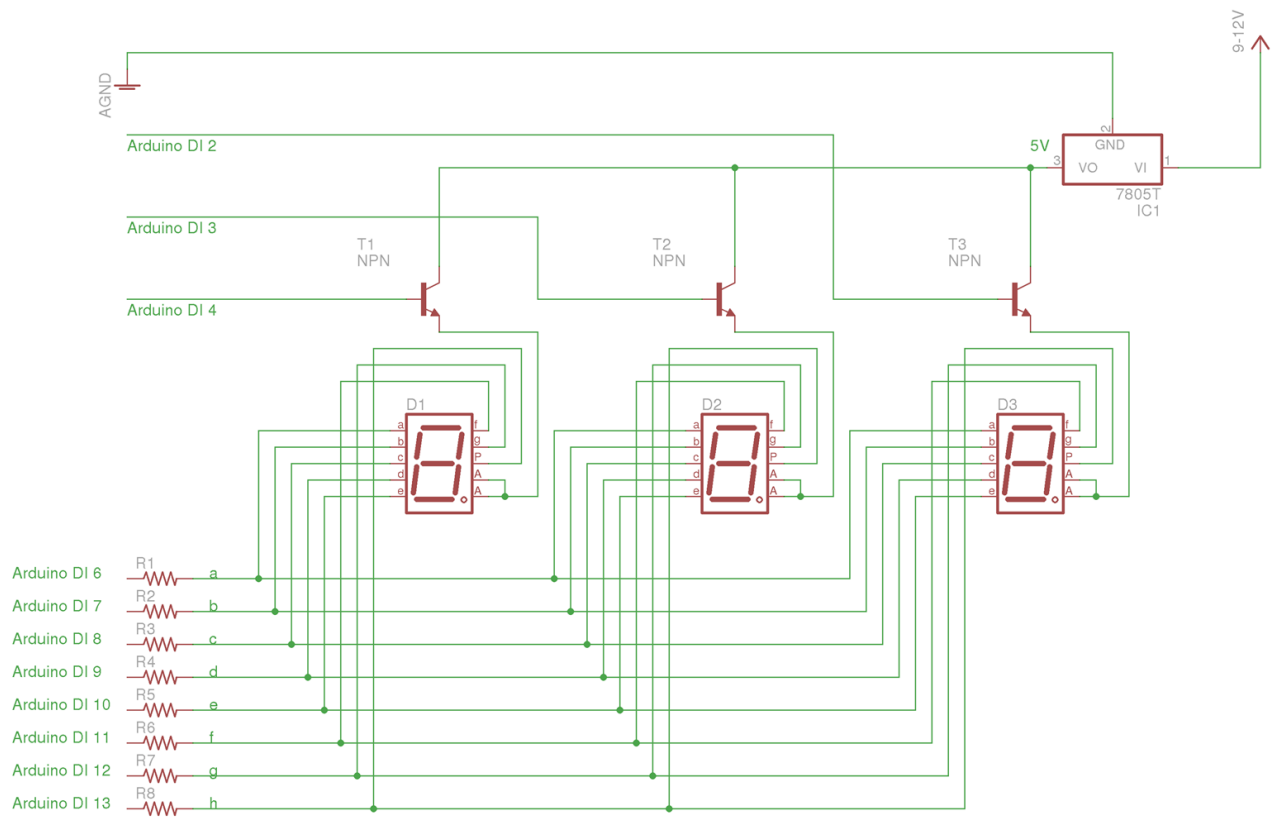 9-12V
AGND
Arduino DI 2
5V
2
GND
3
VO
VI
1
7805T
IC1
Arduino DI 3
T1
NPN
T2
NPN
T3
NPN
Arduino DI 4
D1
a
b
c
d
e
f
g
P
A
A
D2
a
b
c
d
e
f
g
P
A
A
D3
a
b
c
d
e
f
g
P
A
A
Arduino DI 6
R1
a
Arduino DI 7
R2
b
Arduino DI 8
R3
c
Arduino DI 9
R4
d
Arduino DI 10
R5
e
Arduino DI 11
R6
f
Arduino DI 12
R7
g
Arduino DI 13
R8
h